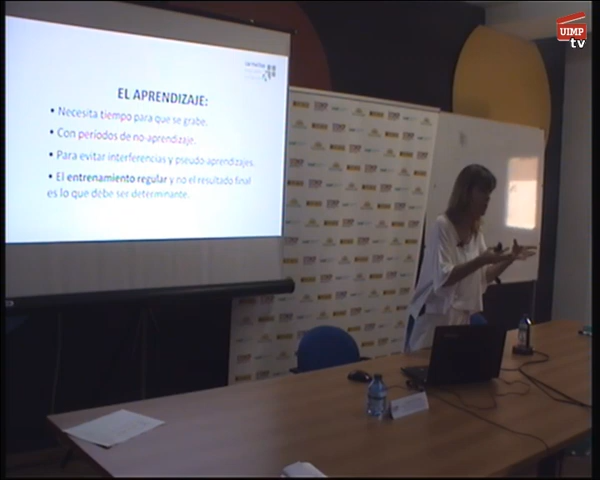 UIMP
tv
EL APRENDIZAJE:
• Necesita tiempo para que se grabe.
• Con períodos de no-aprendizaje.
• Para evitar interferencias y pseudo aprendizajes.
• El entrenamiento regular y no el resultado final
es lo que debe ser determinante.